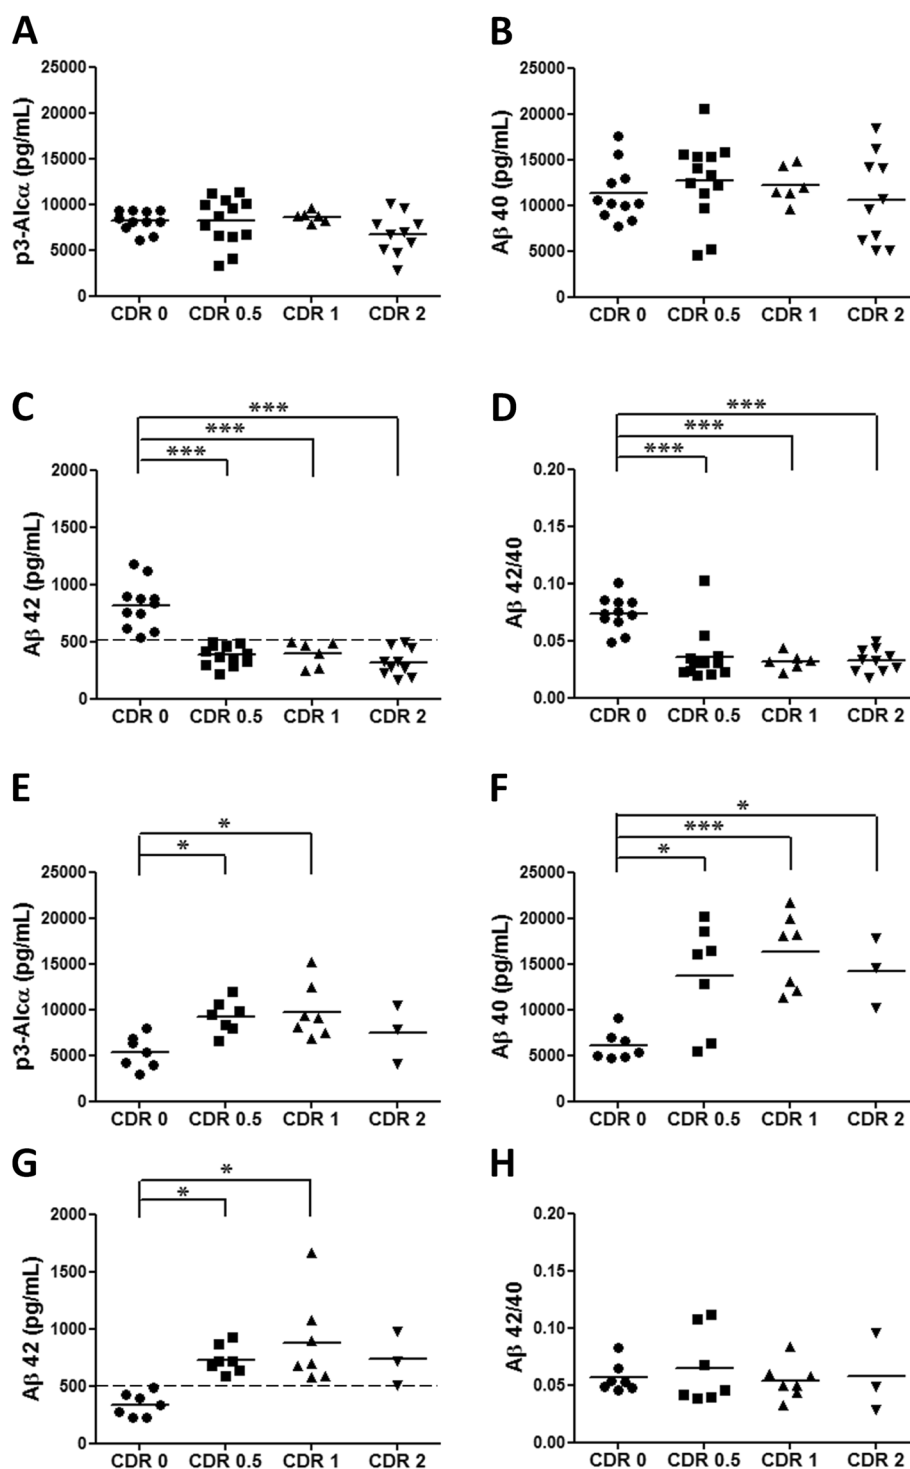 A
p3-Alcα (pg/mL)
25000
20000
15000
10000
5000
0
CDR 0 CDR 0.5 CDR 1 CDR 2
B
Aβ 40 (pg/mL)
25000
20000
15000
10000
5000
0
CDR 0 CDR 0.5 CDR 1 CDR 2
C
***
***
***
Aβ 42 (pg/mL)
2000
1500
1000
500
0
CDR 0 CDR 0.5 CDR 1 CDR 2
D
***
***
***
Aβ 42/40
0.20
0.15
0.10
0.05
0.00
CDR 0 CDR 0.5 CDR 1 CDR 2
E
*
*
p3-Alcα (pg/mL)
25000
20000
15000
10000
5000
0
CDR 0 CDR 0.5 CDR 1 CDR 2
F
*
***
*
Aβ 40 (pg/mL)
25000
20000
15000
10000
5000
0
CDR 0 CDR 0.5 CDR 1 CDR 2
G
*
*
Aβ 42 (pg/mL)
2000
1500
1000
500
0
CDR 0 CDR 0.5 CDR 1 CDR 2
H
Aβ 42/40
0.20
0.15
0.10
0.05
0.00
CDR 0 CDR 0.5 CDR 1 CDR 2